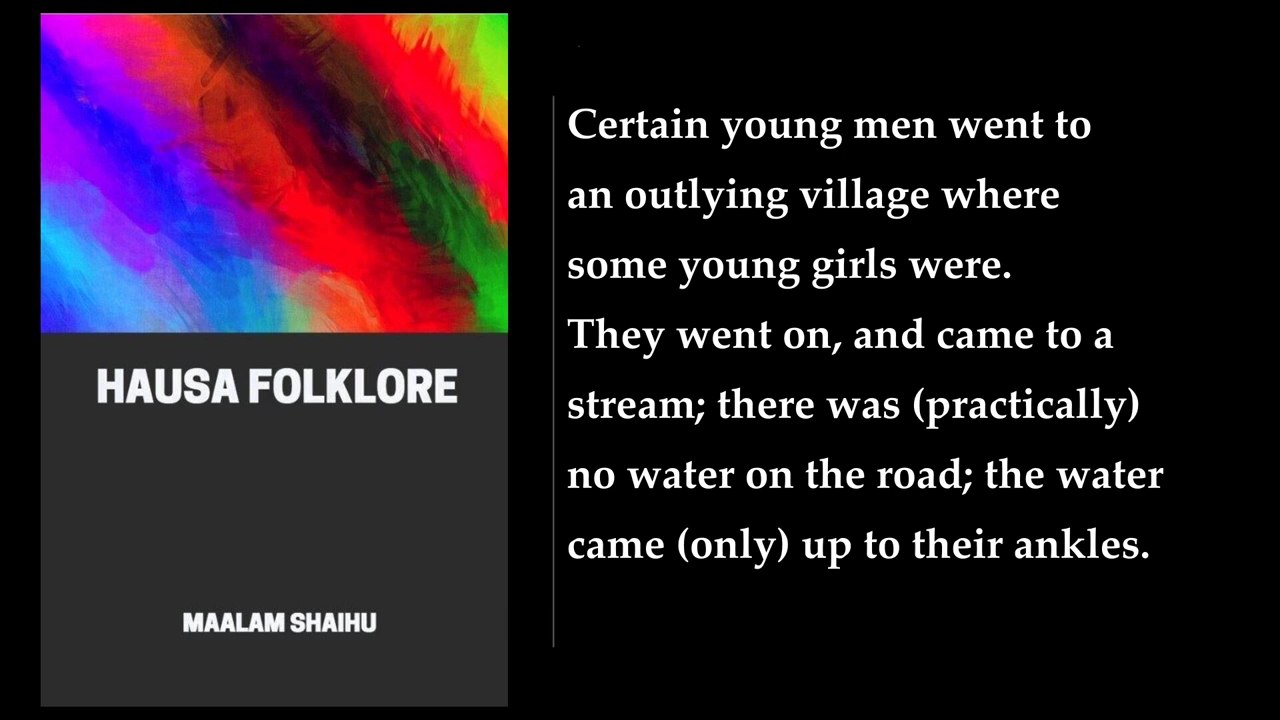 HAUSA FOLKLORE
MAALAM SHAIHU
Certain young men went to
an outlying village where
some young girls were.
They went on, and came to a
stream; there was (practically)
no water on the road; the water
came (only) up to their ankles.